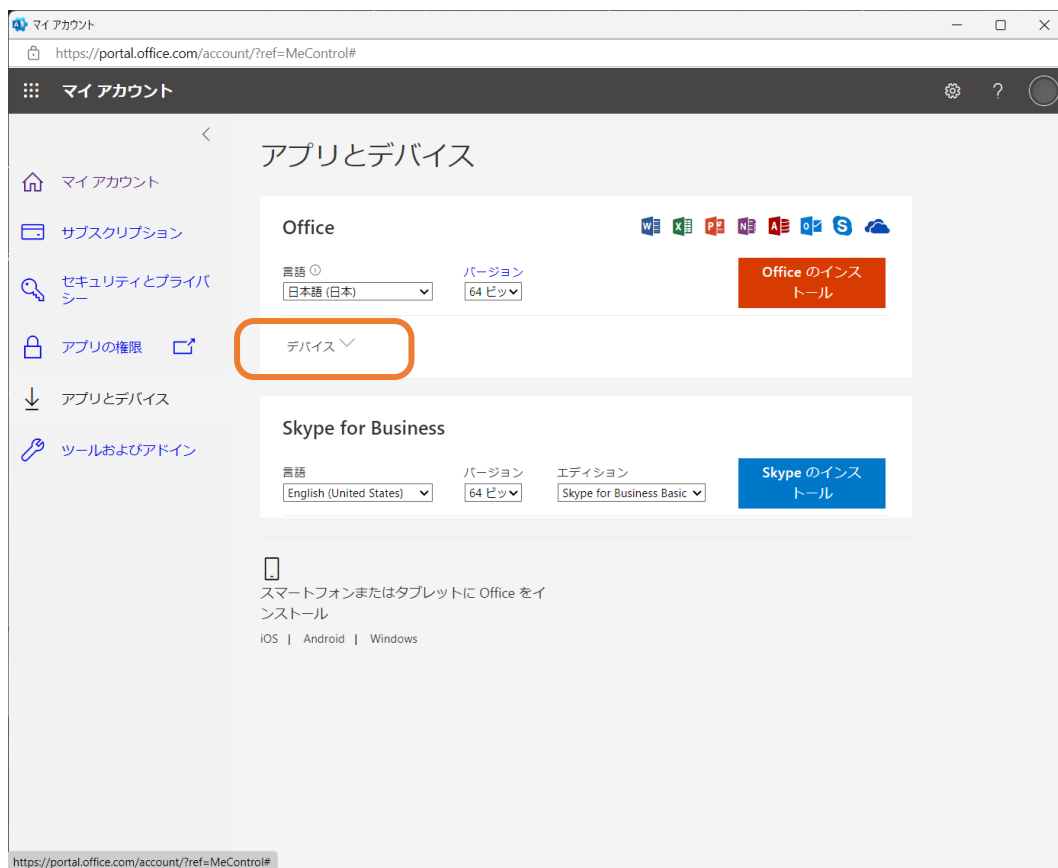 マイ アカウント
https://portal.office.com/account/?ref=MeControl#
マイ アカウント
?
マイ アカウント
サブスクリプション
セキュリティとプライバ
シー
アプリの権限
アプリとデバイス
ツールおよびアドイン
アプリとデバイス
Office
言語
バージョン
日本語 (日本)
64 ビッ
Office のインス
トール
デバイス
Skype for Business
言語
バージョン
エディション
English (United States)
64 ビッ
Skype for Business Basic
Skype のインス
トール
スマートフォンまたはタブレットに Office をイ
ンストール
iOS | Android | Windows
https://portal.office.com/account/?ref=MeControl#